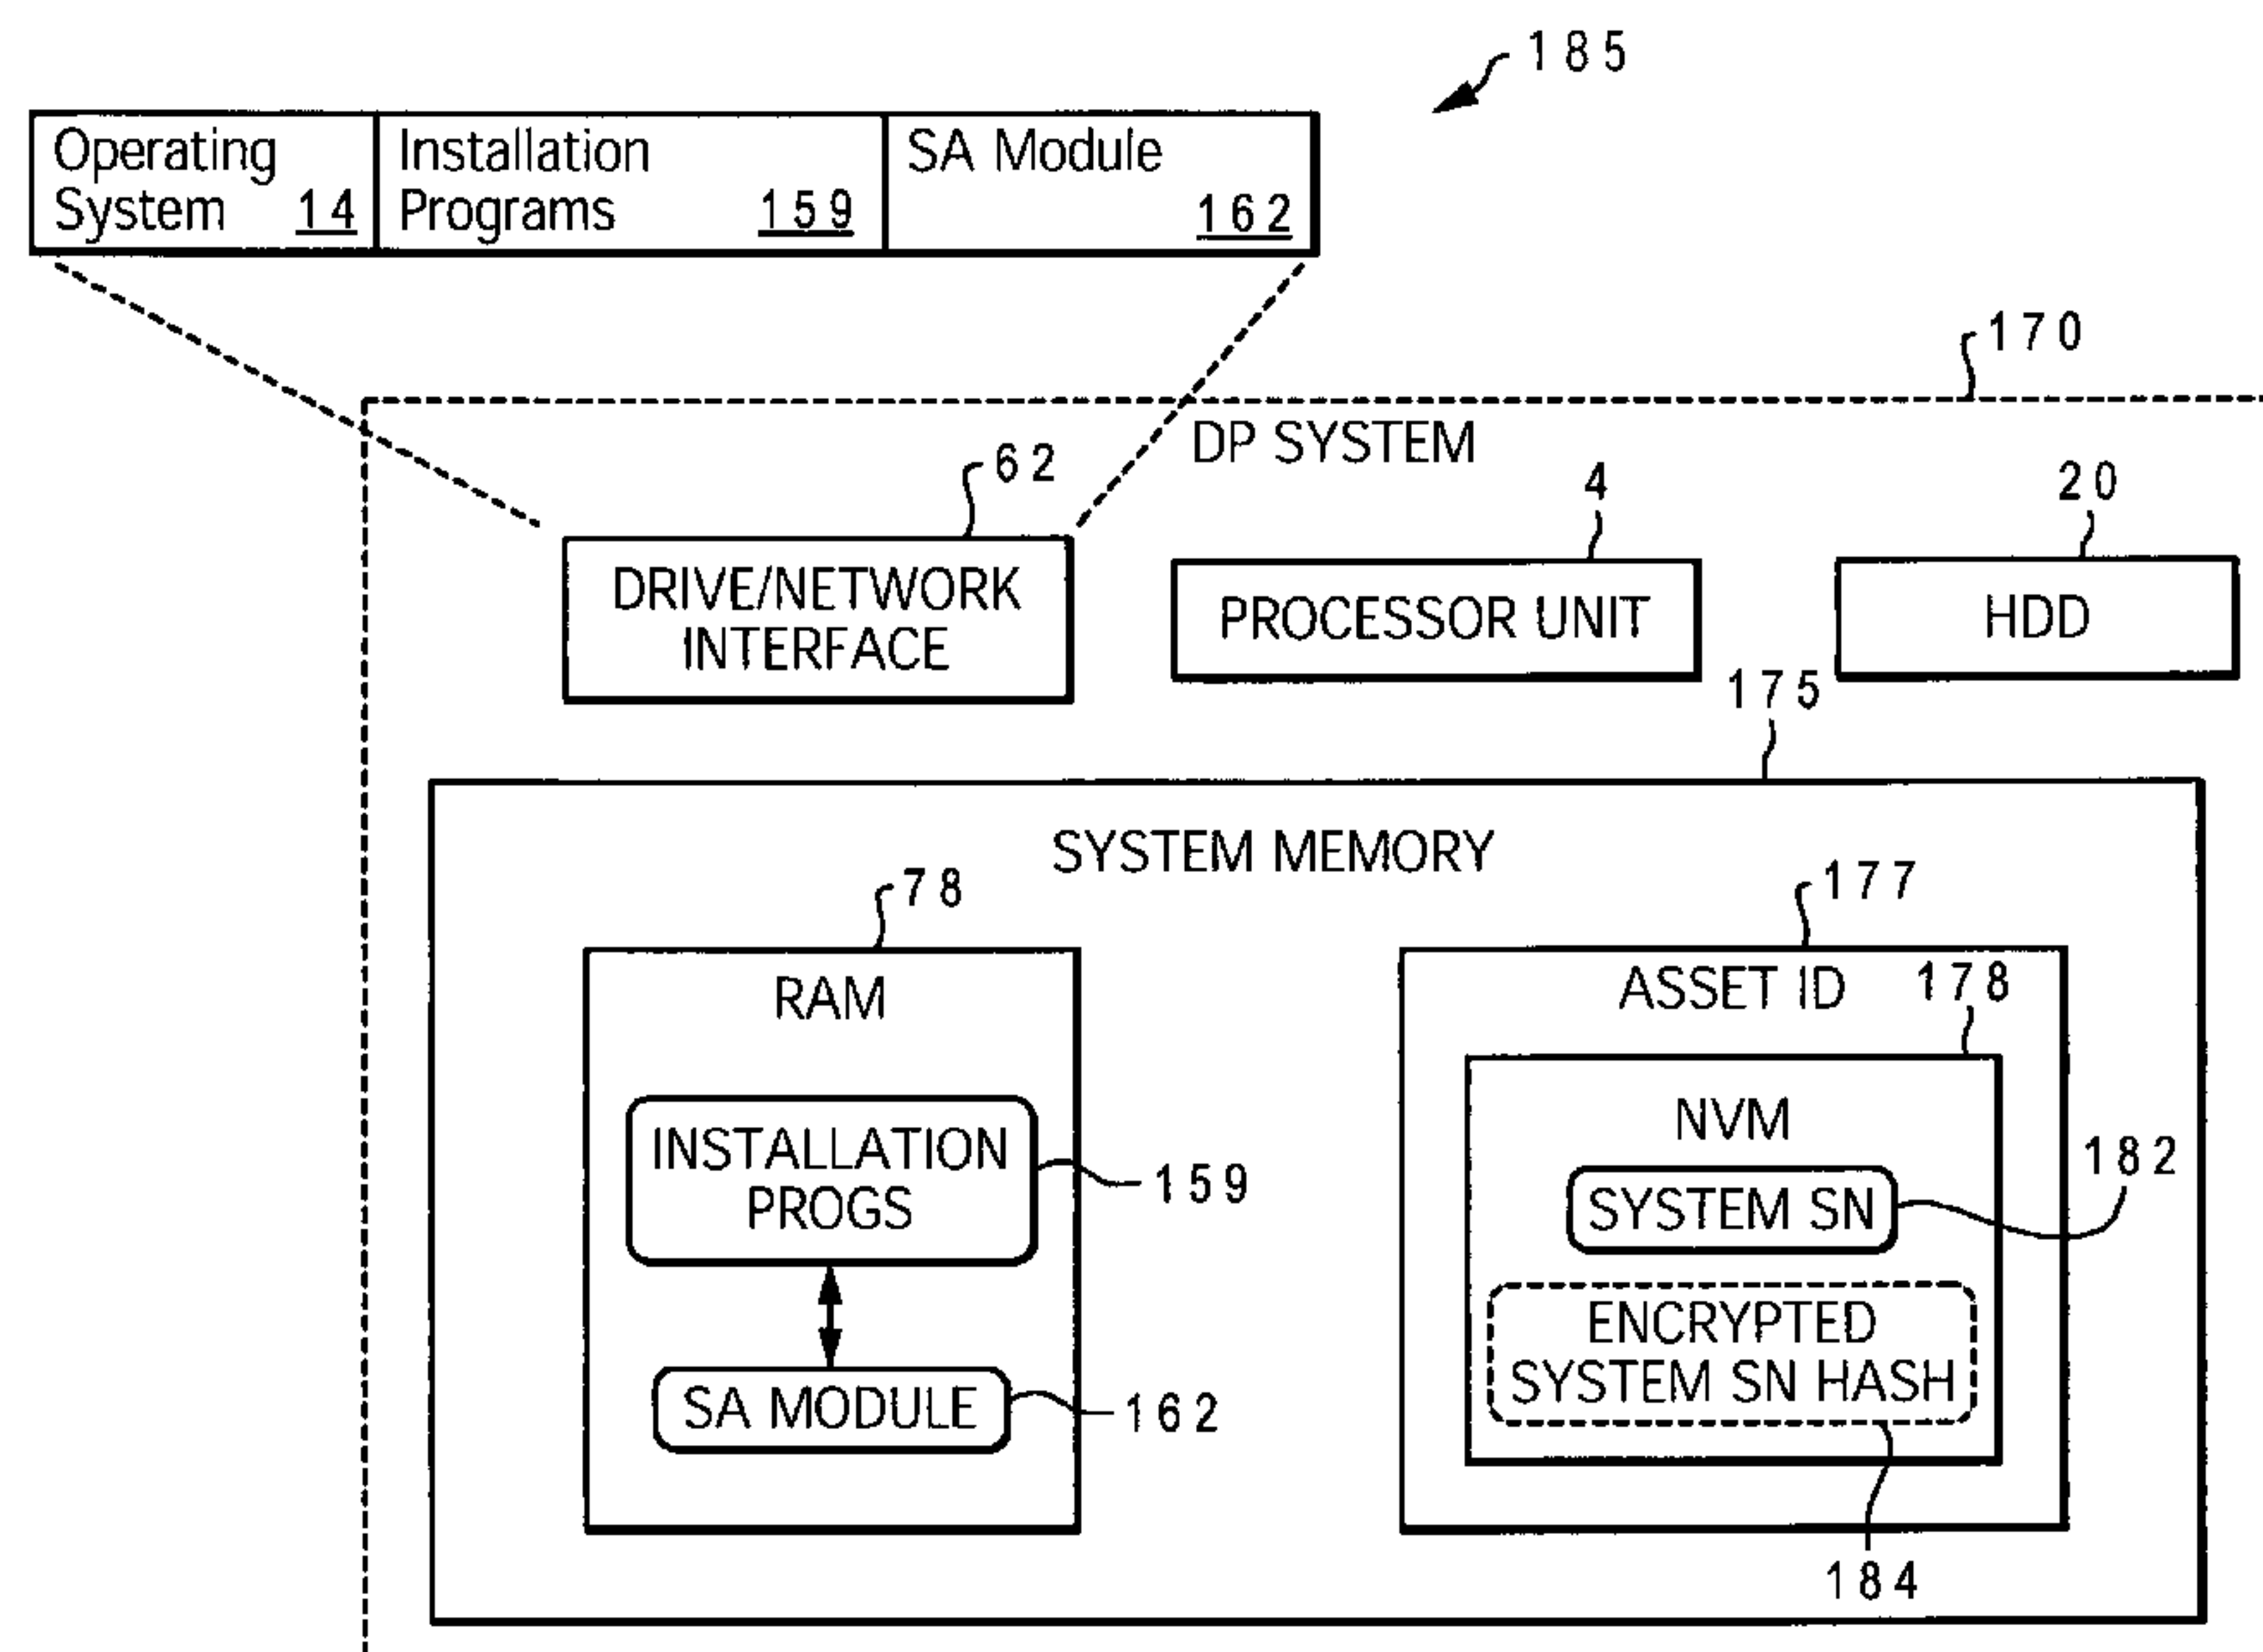 185
Operating
System 14
Installation
Programs 159
SA Module
162
170
DP SYSTEM
62
4
20
DRIVE/NETWORK
INTERFACE
PROCESSOR UNIT
HDD
175
SYSTEM MEMORY
78
177
RAM
ASSET ID
178
NVM
INSTALLATION
PROGS
159
182
SYSTEM SN
ENCRYPTED
SYSTEM SN HASH
SA MODULE
162
184